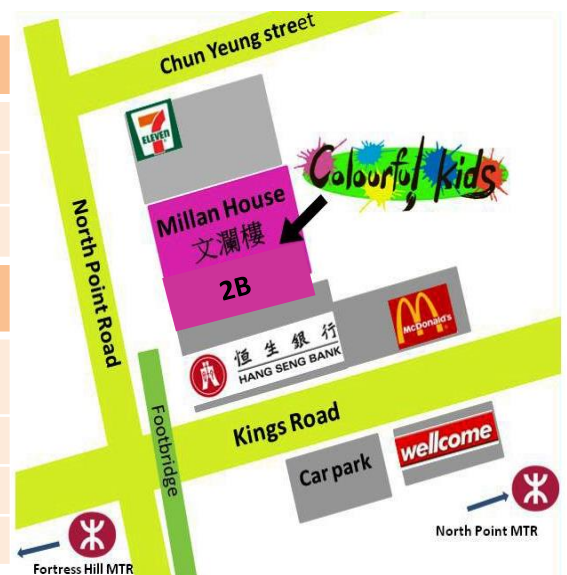 Chun Yeung street
7
ELEVEN
Colourful kids
Millan House
文瀾樓
2B
North Point Road
McDonald's
恒生銀行
HANG SENG BANK
Footbridge
Kings Road
Car park
wellcome
North Point MTR
Fortress Hill MTR